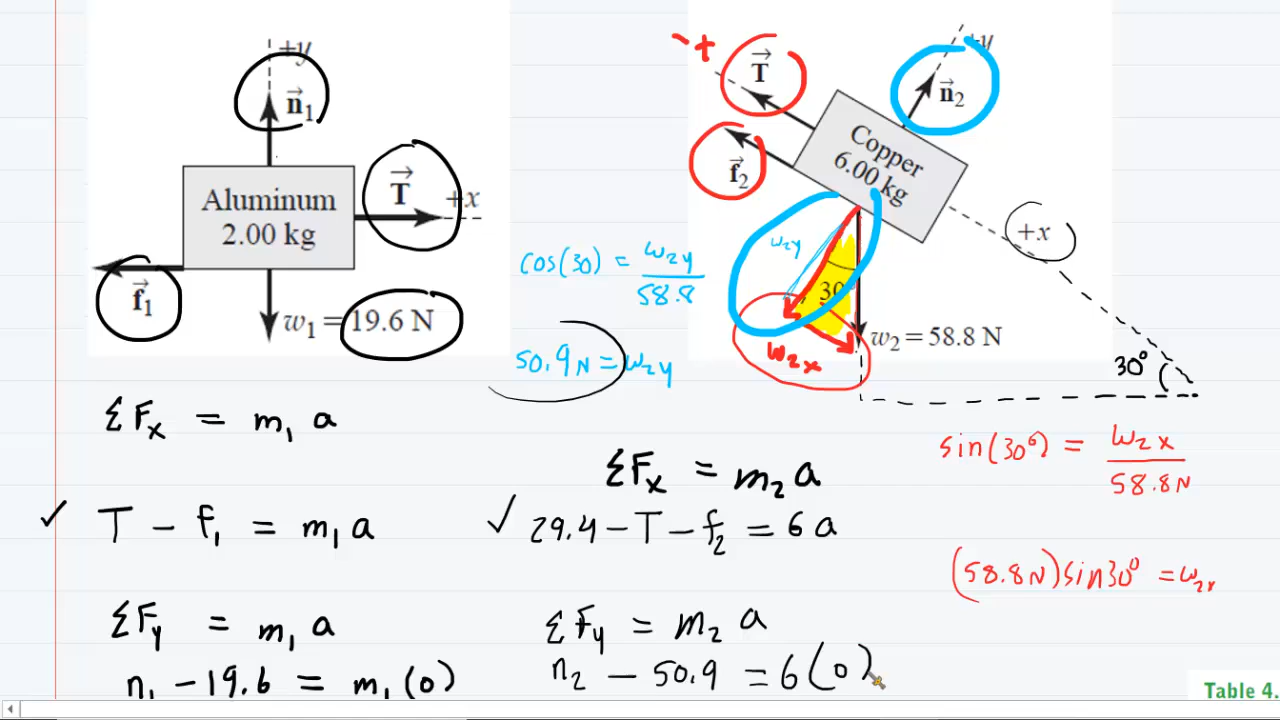 +y
n⃗₁
T⃗
+x
Aluminum
2.00 kg
f⃗₁
w₁ = 19.6 N
- +
+y
T⃗
n⃗₂
f⃗₂
Copper
6.00 kg
+x
w₂y
30
w₂ = 58.8 N
w₂x
30°
cos(30) = w₂y / 58.8
50.9 N = w₂y
sin(30°) = w₂x / 58.8 N
(58.8 N) sin 30° = w₂x
ΣFx = m₁ a
✓ T - f₁ = m₁ a
ΣFy = m₁ a
n₁ - 19.6 = m₁ (0)
ΣFx = m₂ a
✓ 29.4 - T - f₂ = 6 a
ΣFy = m₂ a
n₂ - 50.9 = 6 (0)
Table 4.